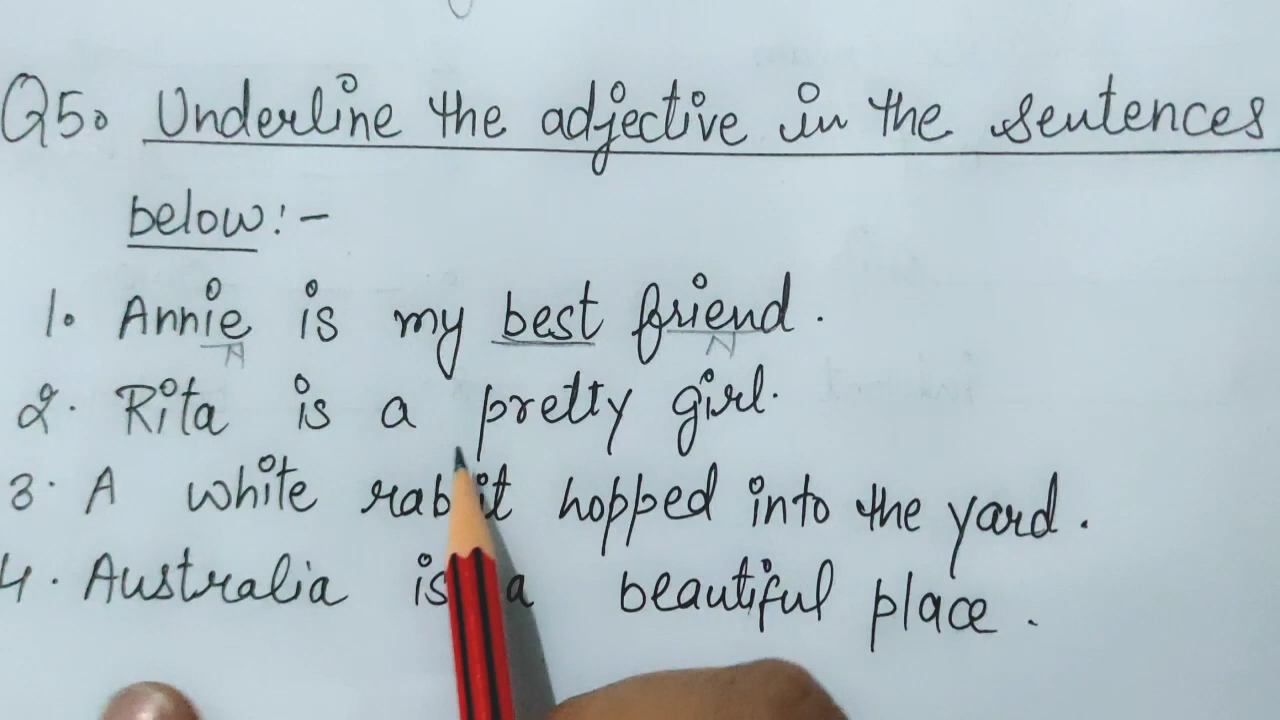 Q5. Underline the adjective in the sentences
below:-
1. Annie is my best friend.
N N
2. Rita is a pretty girl.
3. A white rabbit hopped into the yard.
4. Australia is a beautiful place.